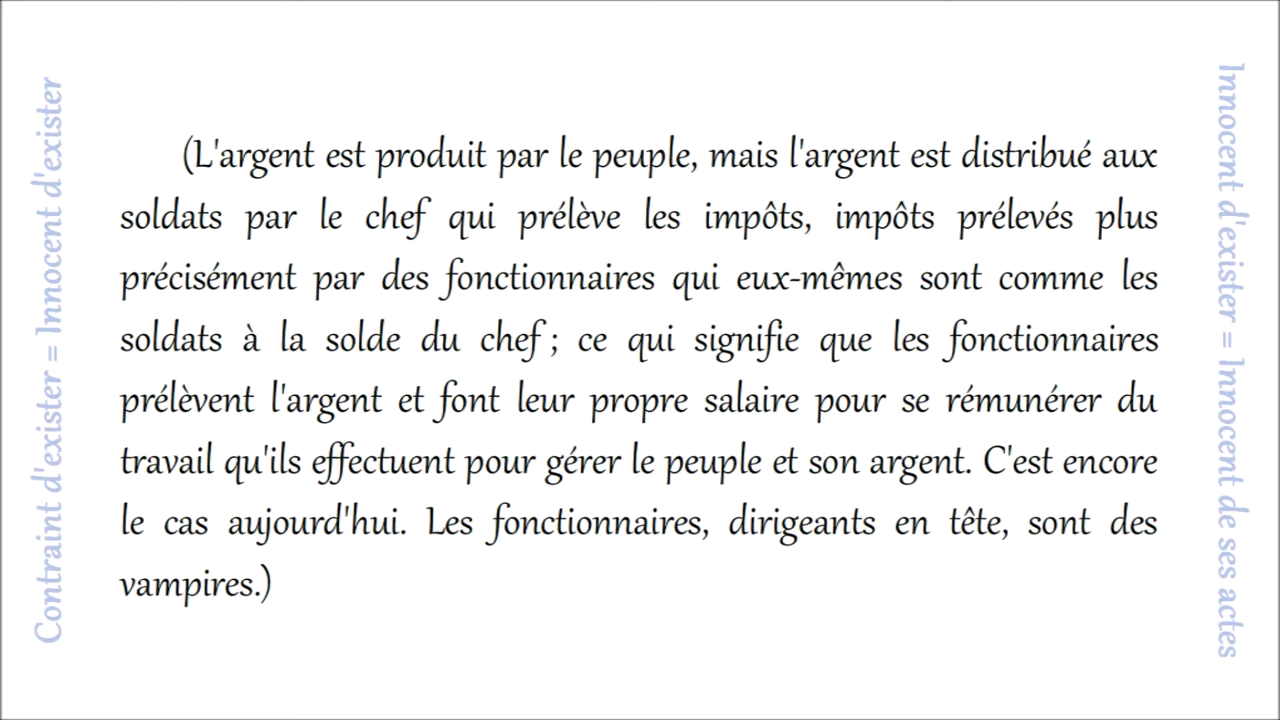 Contraint d'exister = Innocent d'exister
(L'argent est produit par le peuple, mais l'argent est distribué aux
soldats par le chef qui prélève les impôts, impôts prélevés plus
précisément par des fonctionnaires qui eux-mêmes sont comme les
soldats à la solde du chef ; ce qui signifie que les fonctionnaires
prélèvent l'argent et font leur propre salaire pour se rémunérer du
travail qu'ils effectuent pour gérer le peuple et son argent. C'est encore
le cas aujourd'hui. Les fonctionnaires, dirigeants en tête, sont des
vampires.)
Innocent d'exister = Innocent de ses actes